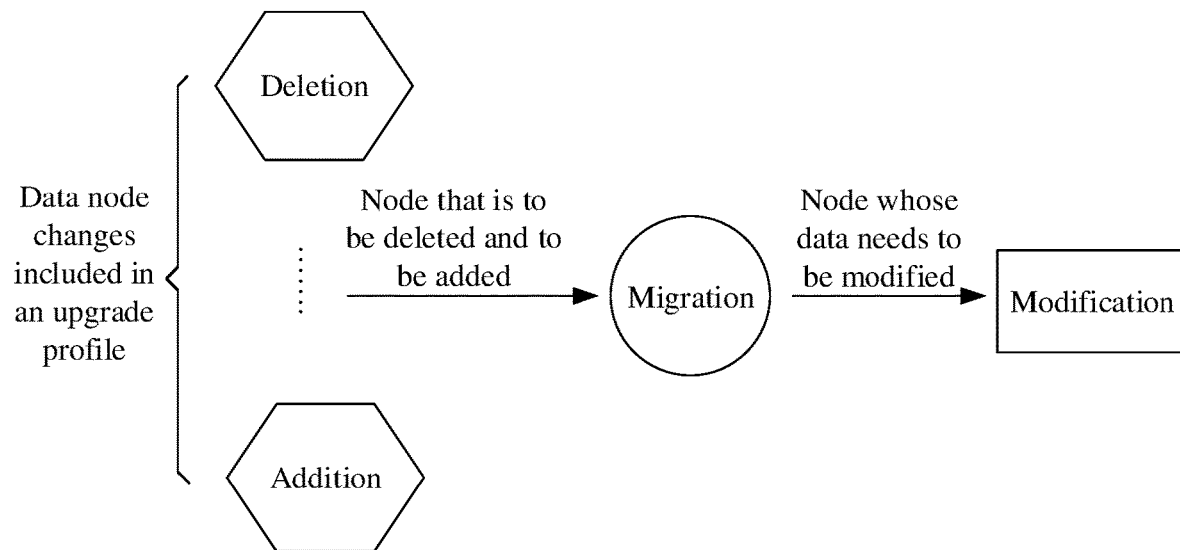 Deletion
Data node
changes
included in
an upgrade
profile
Node that is to
be deleted and to
be added
Migration
Node whose
data needs to
be modified
Modification
Addition